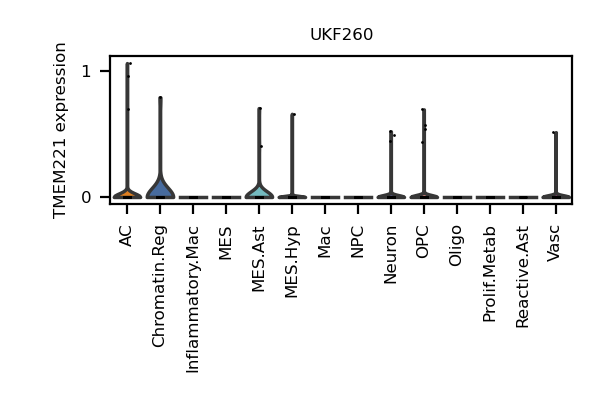 UKF260
TMEM221 expression
1
0
AC
Chromatin.Reg
Inflammatory.Mac
MES
MES.Ast
MES.Hyp
Mac
NPC
Neuron
OPC
Oligo
Prolif.Metab
Reactive.Ast
Vasc